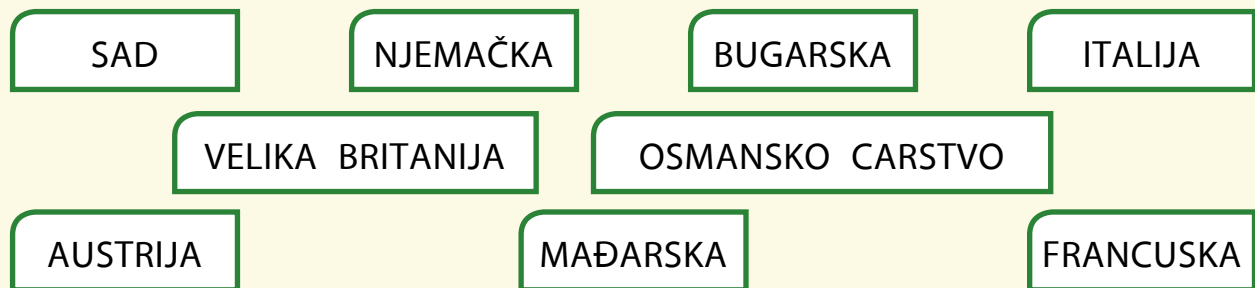 SAD NJEMAČKA BUGARSKA ITALIJA
VELIKA BRITANIJA OSMANSKO CARSTVO
AUSTRIJA MAĐARSKA FRANCUSKA